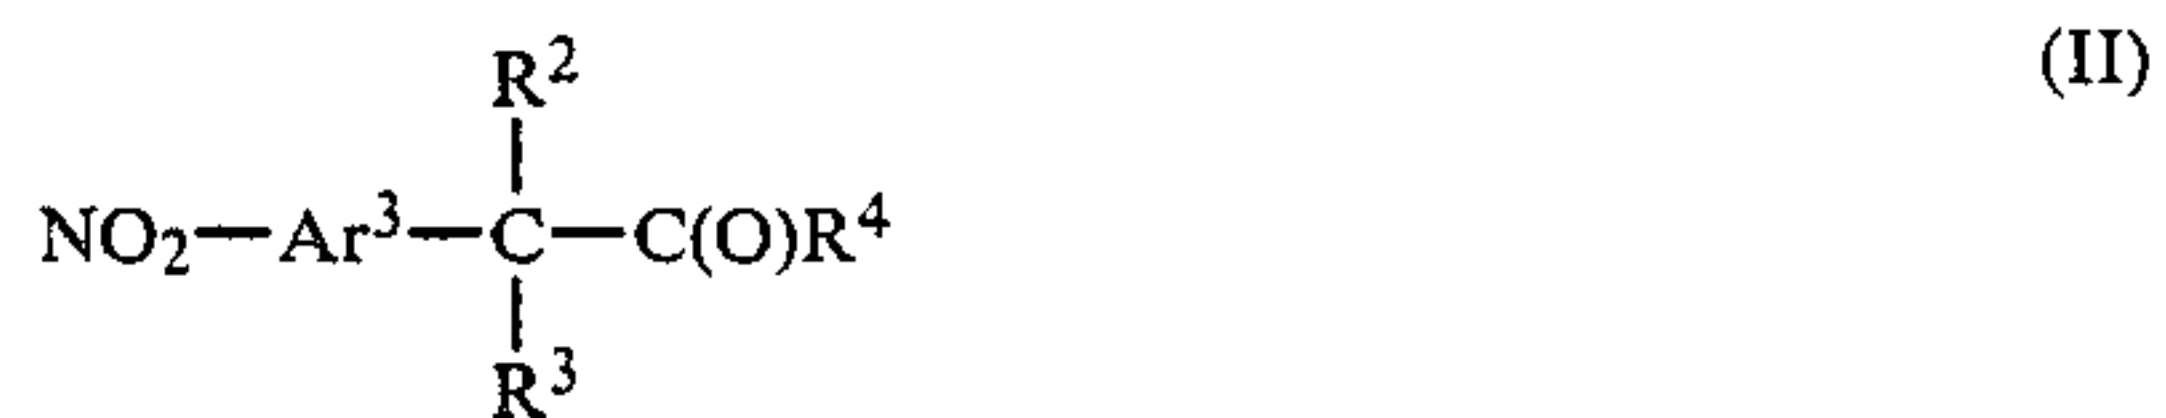 R² (II)
NO₂—Ar³—C—C(O)R⁴
R³